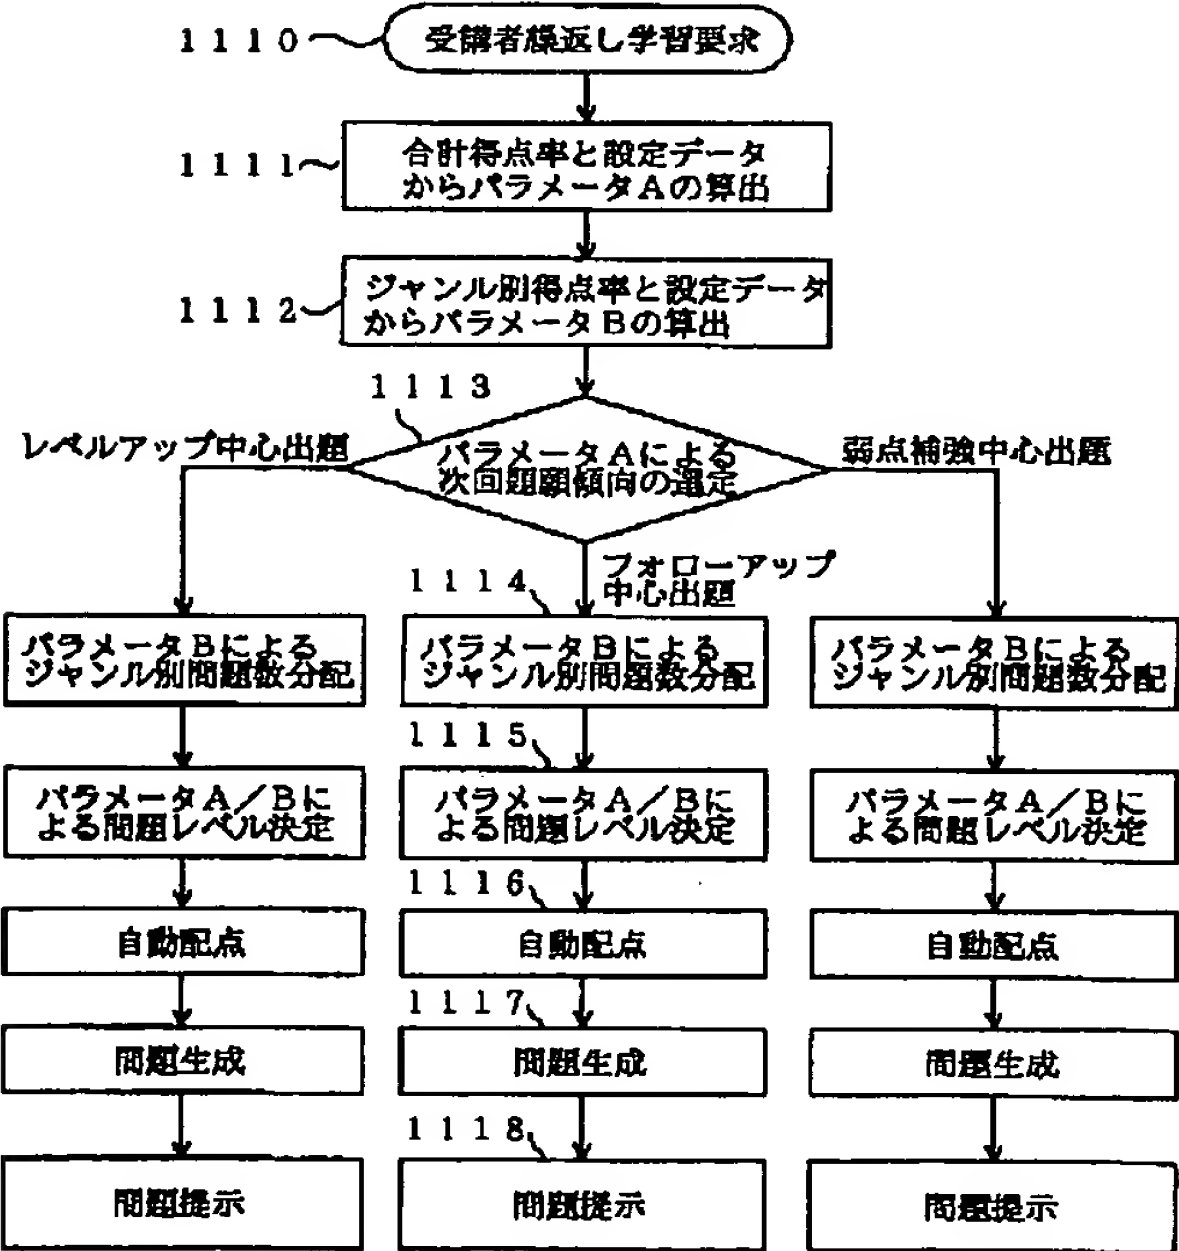 1110
受講者繰返し学習要求
1111
合計得点率と設定データ
からパラメータAの算出
1112
ジャンル別得点率と設定データ
からパラメータBの算出
1113
パラメータAによる
次回題願傾向の選定
レベルアップ中心出題
弱点補強中心出題
フォローアップ
中心出題
パラメータBによる
ジャンル別問題数分配
1114
パラメータBによる
ジャンル別問題数分配
パラメータBによる
ジャンル別問題数分配
パラメータA/Bに
よる問題レベル決定
1115
パラメータA/Bに
よる問題レベル決定
パラメータA/Bに
よる問題レベル決定
自動配点
1116
自動配点
自動配点
問題生成
1117
問題生成
問題生成
問題提示
1118
問題提示
問題提示